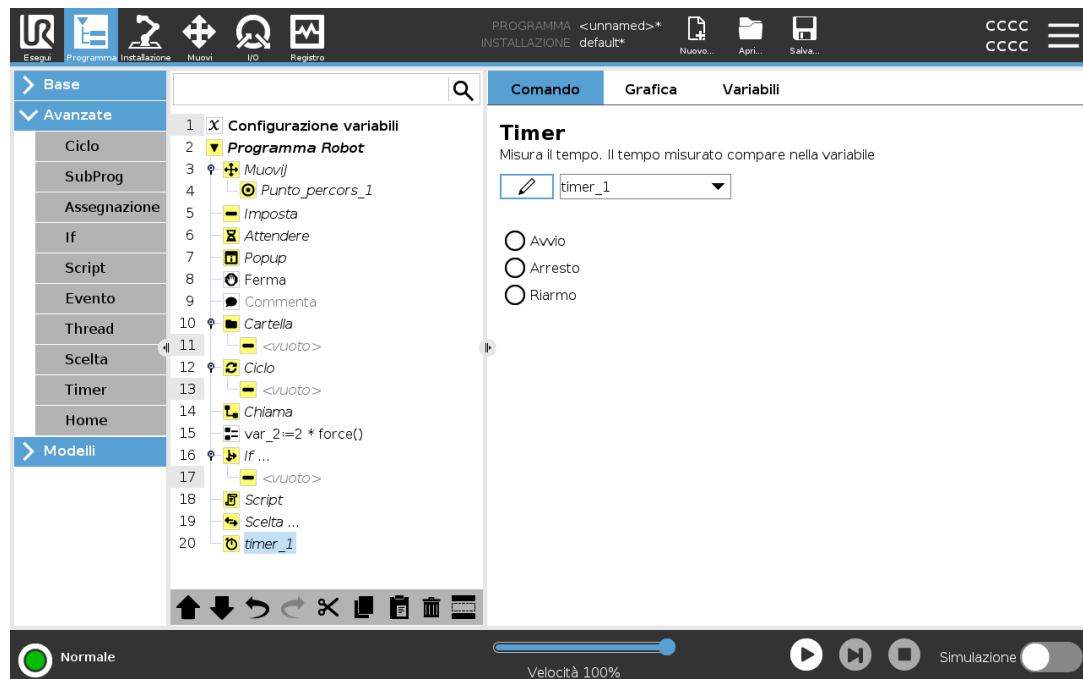 PROGRAMMA <unnamed>*
INSTALLAZIONE default*
Esegui
Programma
Installazione
Muovi
I/O
Registro
Nuovo...
Apri...
Salva...
CCCC
CCCC
Base
Avanzate
Ciclo
SubProg
Assegnazione
If
Script
Evento
Thread
Scelta
Timer
Home
Modelli
1 X Configurazione variabili
2 Programma Robot
3 MuoviJ
4 Punto_percors_1
5 Imposta
6 Attendere
7 Popup
8 Ferma
9 Commenta
10 Cartella
11 <vuoto>
12 Ciclo
13 <vuoto>
14 Chiama
15 var_2≔2 * force()
16 If ...
17 <vuoto>
18 Script
19 Scelta ...
20 timer_1
Comando Grafica Variabili
Timer
Misura il tempo. Il tempo misurato compare nella variabile
timer_1
Avvio
Arresto
Riarmo
Normale
Velocità 100%
Simulazione